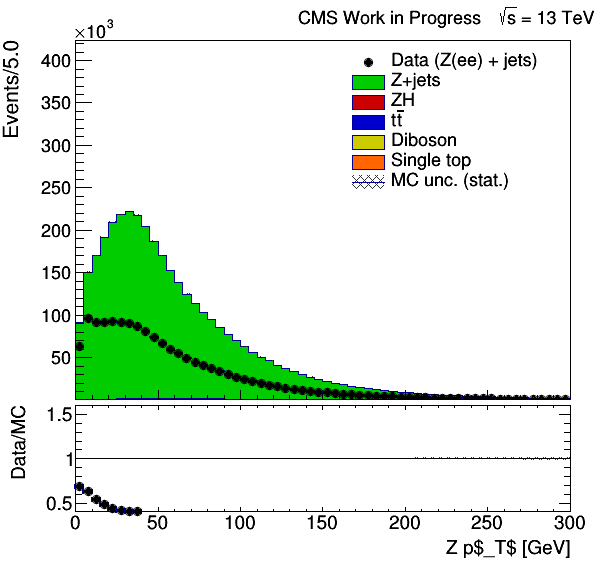 CMS Work in Progress √s = 13 TeV
×10³
Events/5.0
400
350
300
250
200
150
100
50
Data (Z(ee) + jets)
Z+jets
ZH
tt̅
Diboson
Single top
MC unc. (stat.)
Data/MC
1.5
1
0.5
0 50 100 150 200 250 300
Z p$_T$ [GeV]